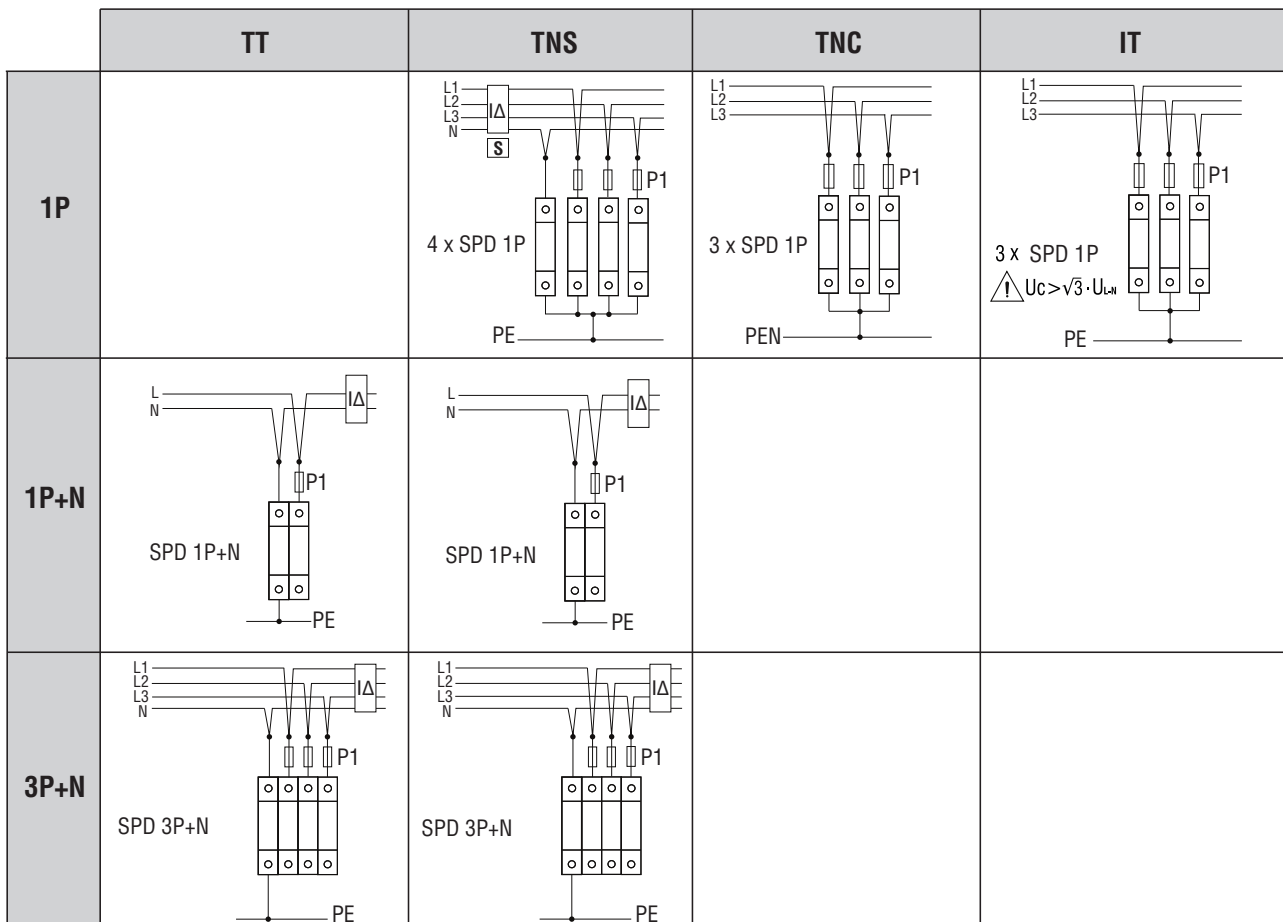 TT TNS TNC IT
1P
L1
L2
L3
N
IΔ
S
P1
4 x SPD 1P
PE
L1
L2
L3
P1
3 x SPD 1P
PEN
L1
L2
L3
P1
3 x SPD 1P
Uc>√3·UL-N
PE
1P+N
L
N
IΔ
P1
SPD 1P+N
PE
L
N
IΔ
P1
SPD 1P+N
PE
3P+N
L1
L2
L3
N
IΔ
P1
SPD 3P+N
PE
L1
L2
L3
N
IΔ
P1
SPD 3P+N
PE